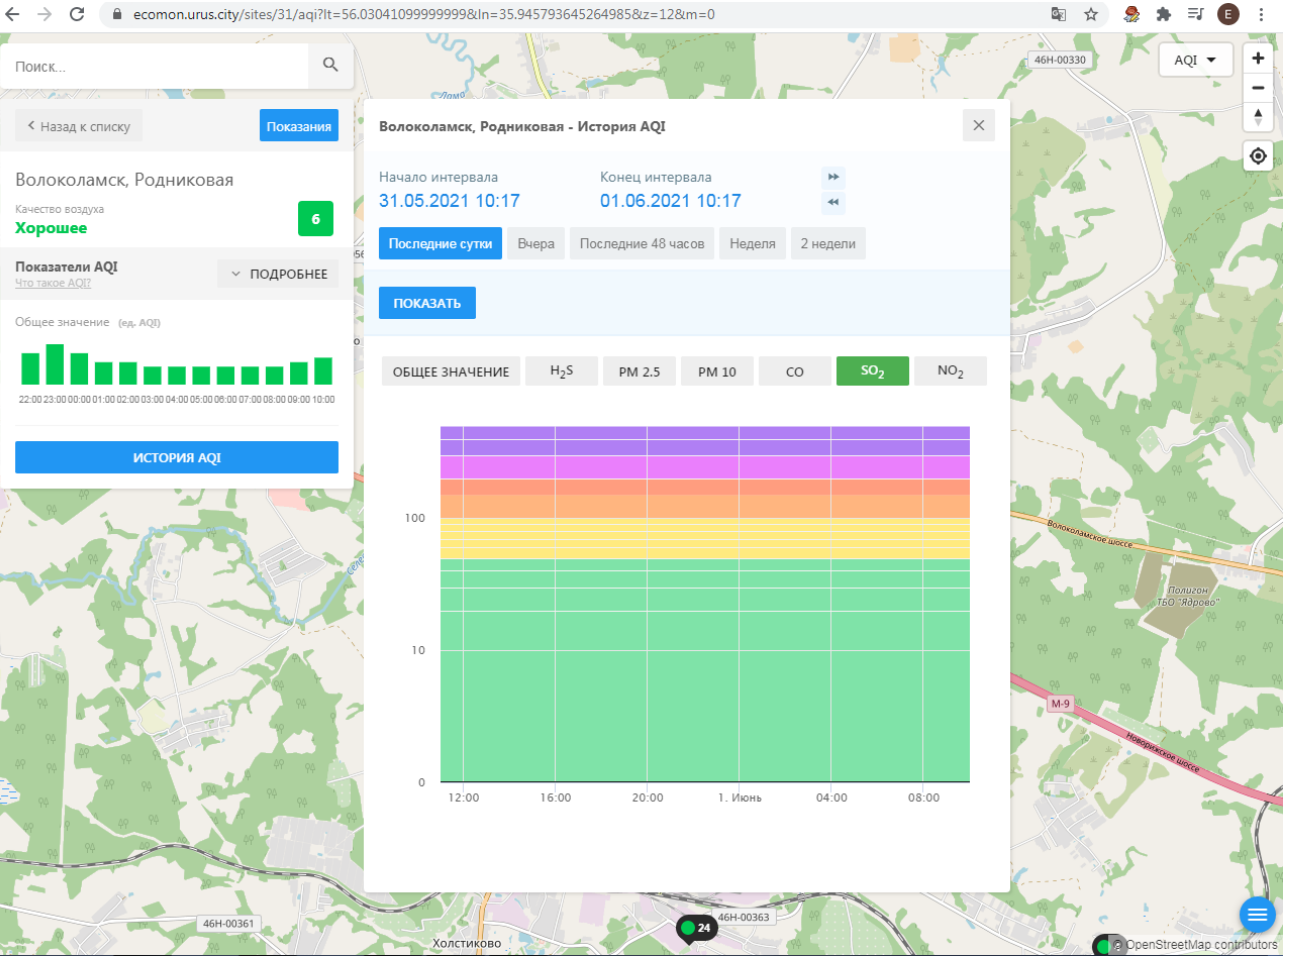 ecomon.urus.city/sites/31/aqi?lt=56.03041099999999&ln=35.945793645264985&z=12&m=0
E
Поиск...
46Н-00330
AQI
Лама
Назад к списку
Показания
Волоколамск, Родниковая - История AQI
Волоколамск, Родниковая
Качество воздуха
Хорошее
6
Начало интервала
Конец интервала
31.05.2021 10:17
01.06.2021 10:17
Последние сутки
Вчера
Последние 48 часов
Неделя
2 недели
Показатели AQI
Что такое AQI?
ПОДРОБНЕЕ
ПОКАЗАТЬ
Общее значение (ед. AQI)
22:00 23:00 00:00 01:00 02:00 03:00 04:00 05:00 06:00 07:00 08:00 09:00 10:00
ИСТОРИЯ AQI
ОБЩЕЕ ЗНАЧЕНИЕ
H2S
PM 2.5
PM 10
CO
SO2
NO2
100
10
0
12:00
16:00
20:00
1. Июнь
04:00
08:00
Волоколамское шоссе
Полигон
ТБО "Ядрово"
М-9
Новорижское шоссе
46Н-00361
Холстиково
24
46Н-00363
© OpenStreetMap contributors